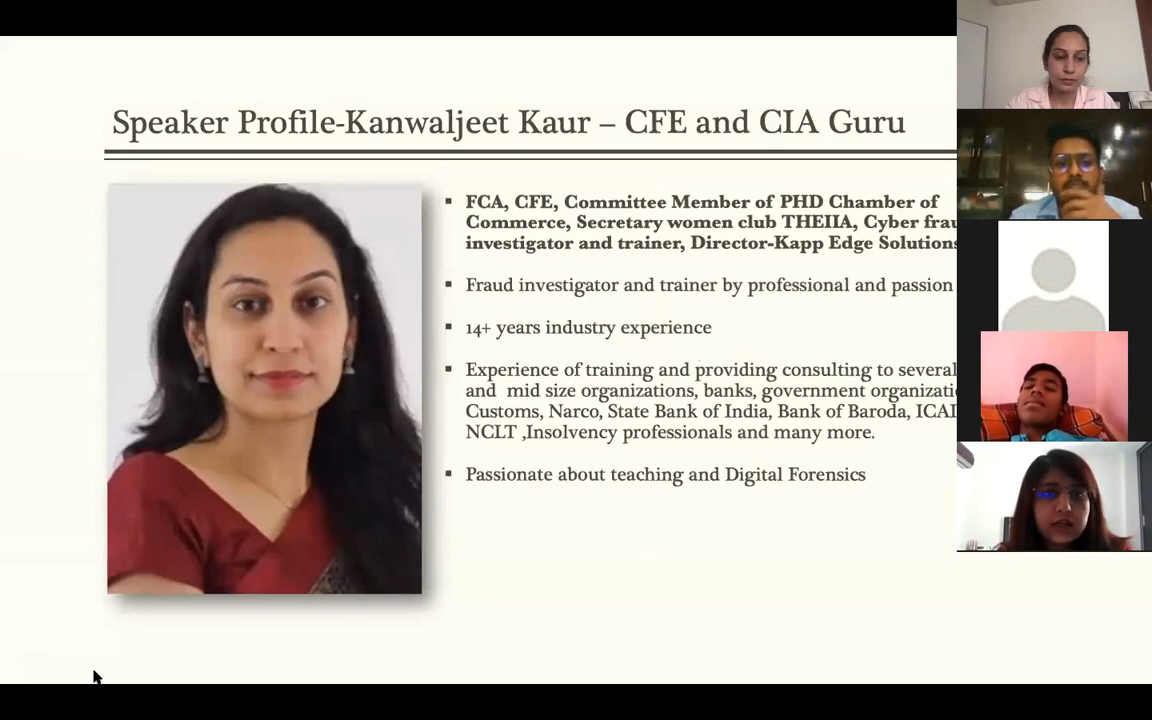 Speaker Profile-Kanwaljeet Kaur – CFE and CIA Guru
▪ FCA, CFE, Committee Member of PHD Chamber of
Commerce, Secretary women club THEIIA, Cyber
investigator and trainer, Director-Kapp Edge Solutions
▪ Fraud investigator and trainer by professional and passion
▪ 14+ years industry experience
▪ Experience of training and providing consulting to several
and mid size organizations, banks, government
Customs, Narco, State Bank of India, Bank of Baroda,
NCLT ,Insolvency professionals and many more.
▪ Passionate about teaching and Digital Forensics